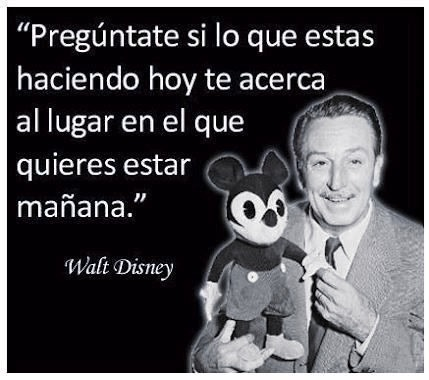 “Pregúntate si lo que estas
haciendo hoy te acerca
al lugar en el que
quieres estar
mañana.”
Walt Disney